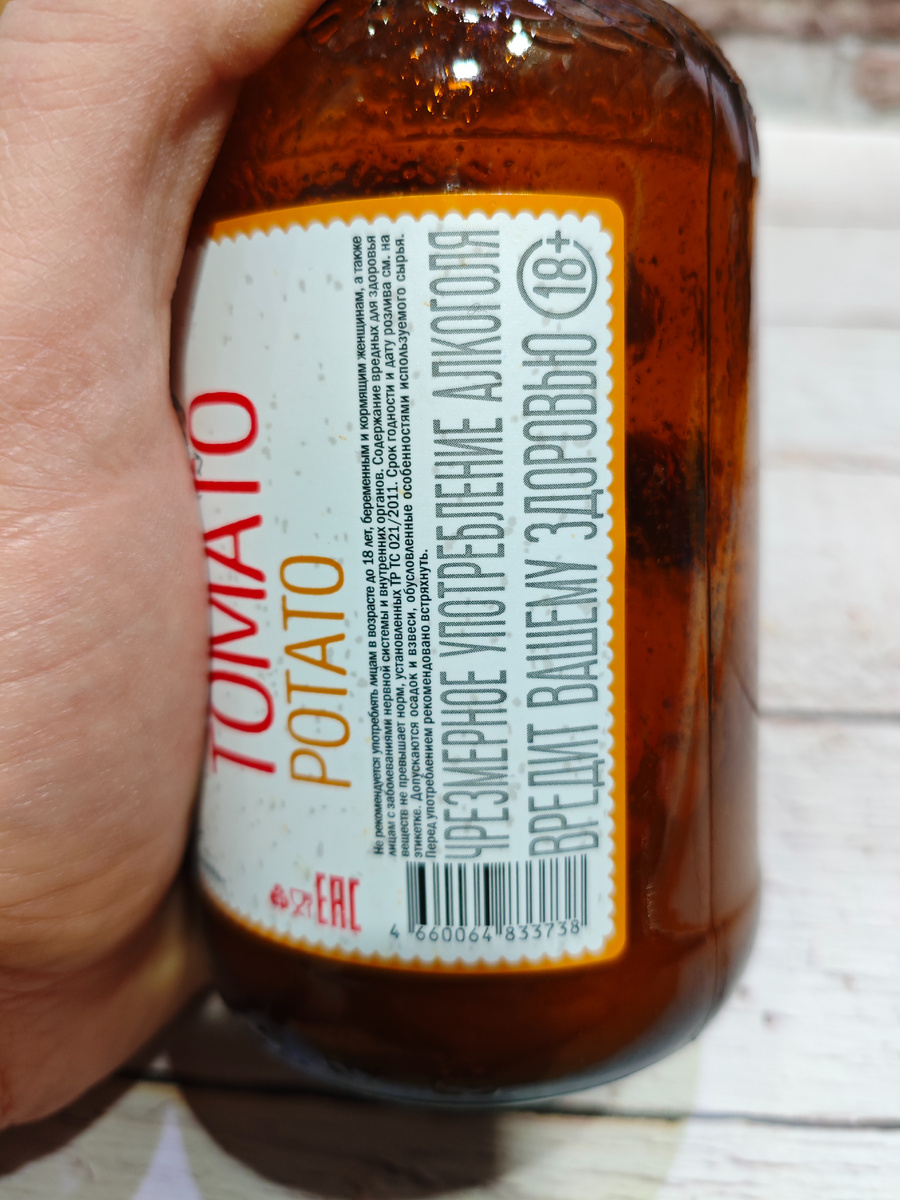 TOMATO
POTATO
Не рекомендуется употреблять лицам в возрасте до 18 лет, беременным и кормящим женщинам, а также
лицам с заболеваниями нервной системы и внутренних органов. Содержание вредных для здоровья
веществ не превышает норм, установленных ТР ТС 021/2011. Срок годности и дату розлива см. на
этикетке. Допускаются осадок и взвеси, обусловленные особенностями используемого сырья.
Перед употреблением рекомендовано встряхнуть.
ЧРЕЗМЕРНОЕ УПОТРЕБЛЕНИЕ АЛКОГОЛЯ
ВРЕДИТ ВАШЕМУ ЗДОРОВЬЮ 18+
EAC
4 660064 833738